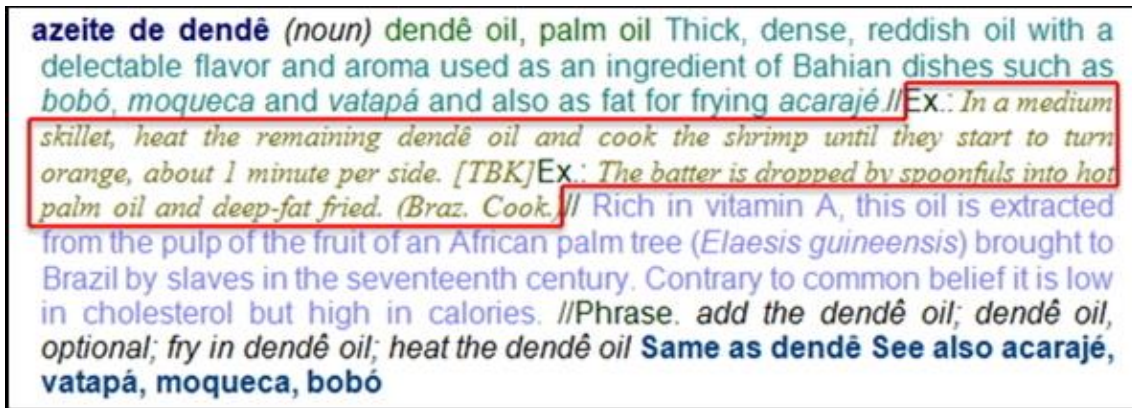 azeite de dendê (noun) dendê oil, palm oil Thick, dense, reddish oil with a
delectable flavor and aroma used as an ingredient of Bahian dishes such as
bobó, moqueca and vatapá and also as fat for frying acarajé //Ex.: In a medium
skillet, heat the remaining dendê oil and cook the shrimp until they start to turn
orange, about 1 minute per side. [TBK]Ex.: The batter is dropped by spoonfuls into hot
palm oil and deep-fat fried. (Braz. Cook.)// Rich in vitamin A, this oil is extracted
from the pulp of the fruit of an African palm tree (Elaesis guineensis) brought to
Brazil by slaves in the seventeenth century. Contrary to common belief it is low
in cholesterol but high in calories. //Phrase. add the dendê oil; dendê oil,
optional; fry in dendê oil; heat the dendê oil Same as dendê See also acarajé,
vatapá, moqueca, bobó